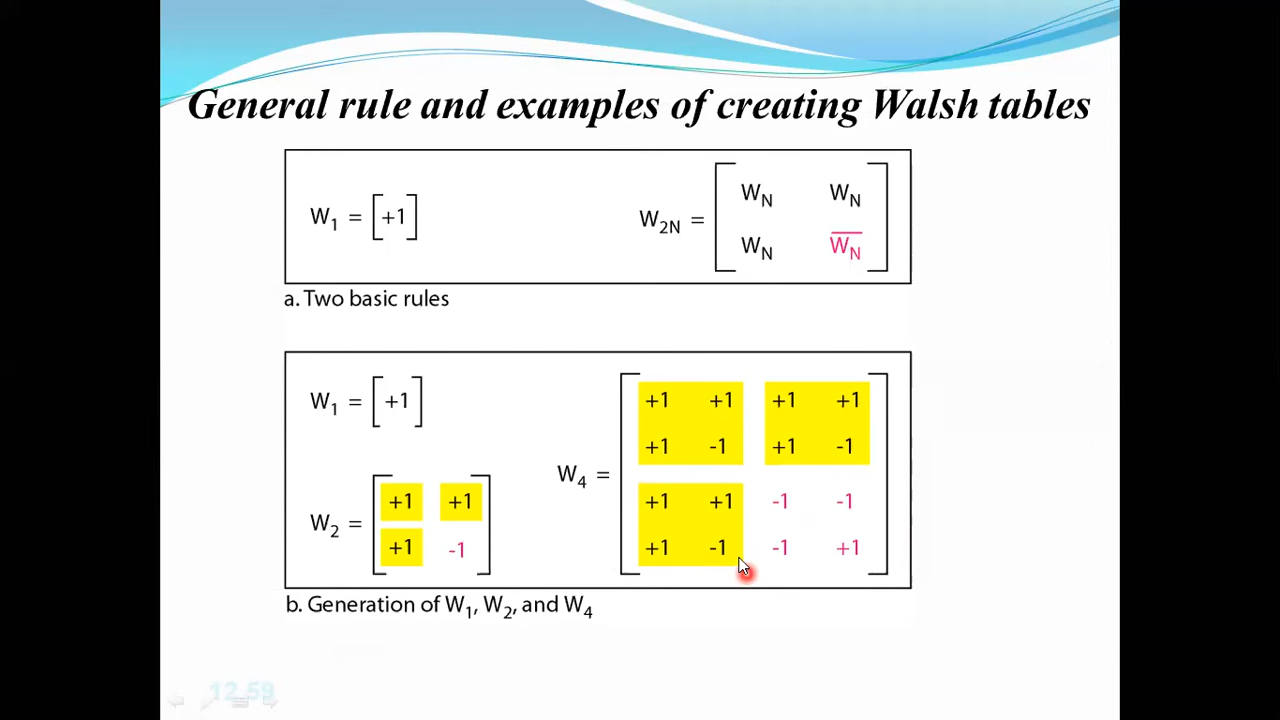 General rule and examples of creating Walsh tables
W1 = [+1]
W2N = [WN WN
WN W̅N̅]
a. Two basic rules
W1 = [+1]
W2 = [+1 +1
+1 -1]
W4 = [+1 +1 +1 +1
+1 -1 +1 -1
+1 +1 -1 -1
+1 -1 -1 +1]
b. Generation of W1, W2, and W4
12.59